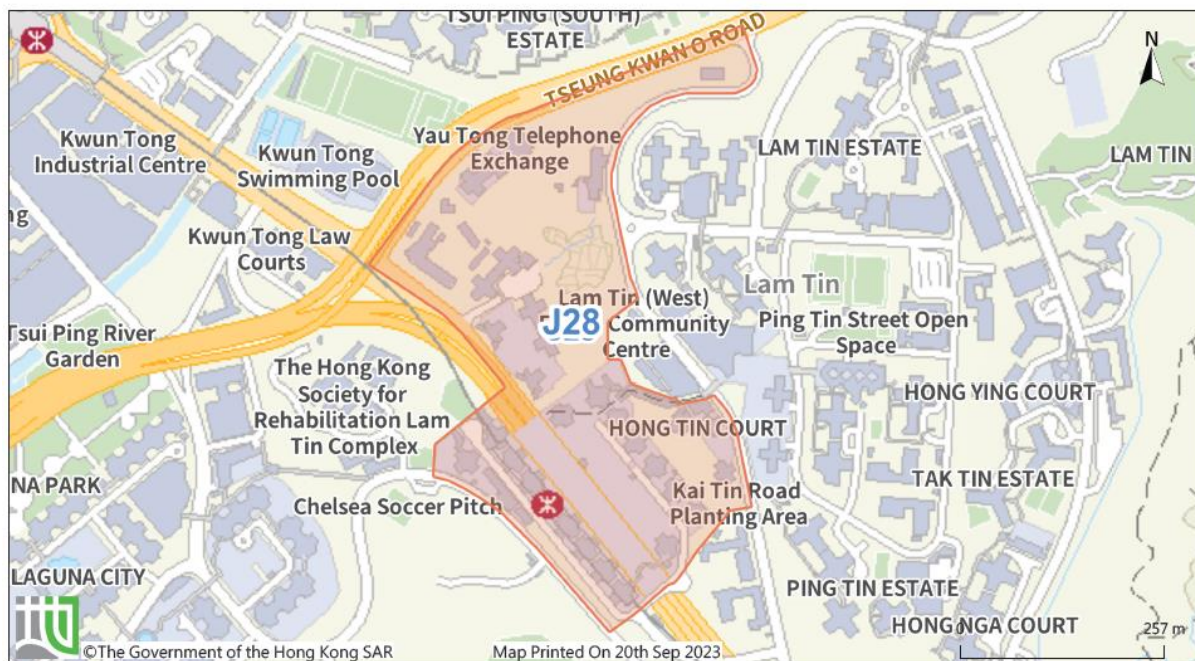 TSUI PING (SOUTH)
ESTATE
TSEUNG KWAN O ROAD
N
Kwun Tong
Industrial Centre
Kwun Tong
Swimming Pool
Yau Tong Telephone
Exchange
LAM TIN ESTATE
LAM TIN
Kwun Tong Law
Courts
Lam Tin (West)
Community
Centre
J28
Lam Tin
Ping Tin Street Open
Space
Tsui Ping River
Garden
The Hong Kong
Society for
Rehabilitation Lam
Tin Complex
HONG YING COURT
HONG TIN COURT
NA PARK
Chelsea Soccer Pitch
Kai Tin Road
Planting Area
TAK TIN ESTATE
LAGUNA CITY
PING TIN ESTATE
HONG NGA COURT
0
257 m
©The Government of the Hong Kong SAR
Map Printed On 20th Sep 2023